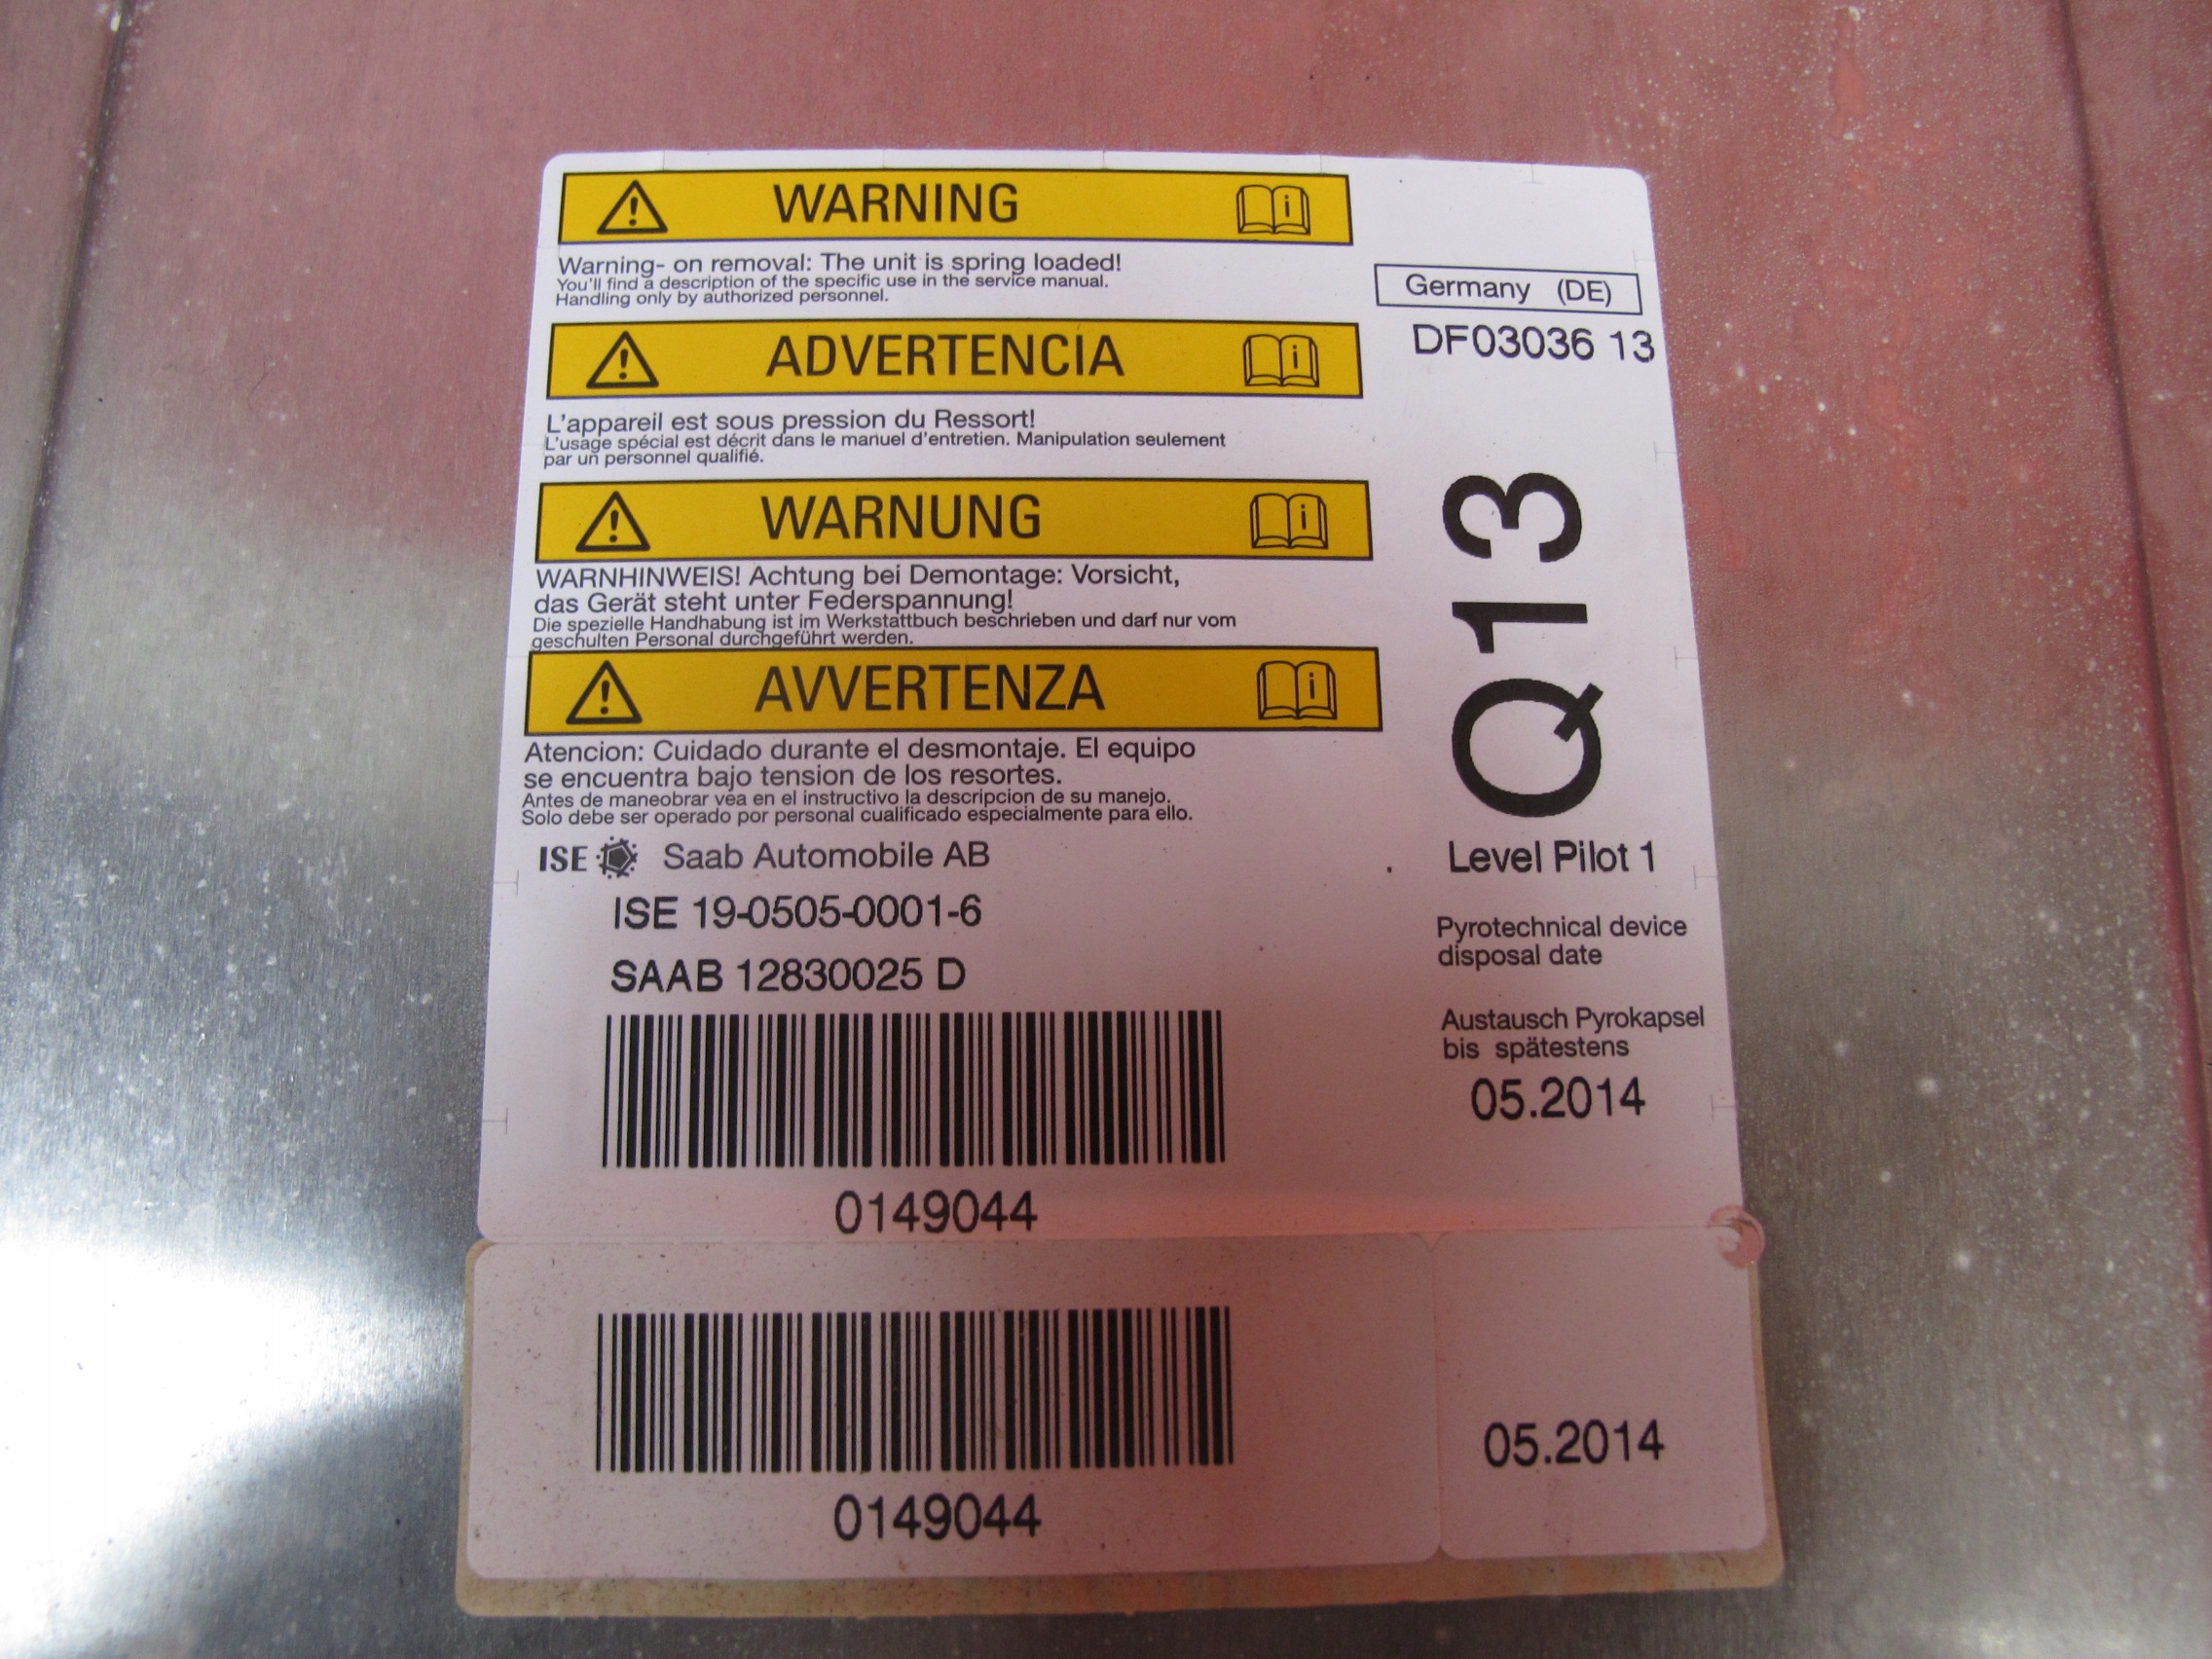 WARNING
Warning- on removal: The unit is spring loaded!
You'll find a description of the specific use in the service manual.
Handling only by authorized personnel.
ADVERTENCIA
L'appareil est sous pression du Ressort!
L'usage spécial est décrit dans le manuel d'entretien. Manipulation seulement
par un personnel qualifié.
WARNUNG
WARNHINWEIS! Achtung bei Demontage: Vorsicht,
das Gerät steht unter Federspannung!
Die spezielle Handhabung ist im Werkstattbuch beschrieben und darf nur vom
geschulten Personal durchgeführt werden.
AVVERTENZA
Atencion: Cuidado durante el desmontaje. El equipo
se encuentra bajo tension de los resortes.
Antes de maneobrar vea en el instructivo la descripcion de su manejo.
Solo debe ser operado por personal cualificado especialmente para ello.
ISE Saab Automobile AB
ISE 19-0505-0001-6
SAAB 12830025 D
0149044
Germany (DE)
DF03036 13
Q13
Level Pilot 1
Pyrotechnical device
disposal date
Austausch Pyrokapsel
bis spätestens
05.2014
0149044
05.2014